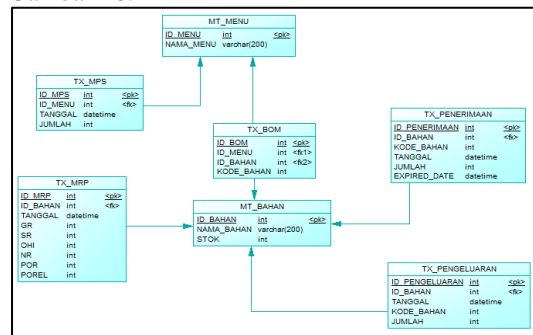 MT_MENU
ID_MENU int <pk>
NAMA_MENU varchar(200)
TX_MPS
ID_MPS int <pk>
ID_MENU int <fk>
TANGGAL datetime
JUMLAH int
TX_BOM
ID_BOM int <pk>
ID_MENU int <fk1>
ID_BAHAN int <fk2>
KODE_BAHAN int
TX_PENERIMAAN
ID_PENERIMAAN int <pk>
ID_BAHAN int <fk>
KODE_BAHAN int
TANGGAL datetime
JUMLAH int
EXPIRED_DATE datetime
TX_MRP
ID_MRP int <pk>
ID_BAHAN int <fk>
TANGGAL datetime
GR int
SR int
OHI int
NR int
POR int
POREL int
MT_BAHAN
ID_BAHAN int <pk>
NAMA_BAHAN varchar(200)
STOK int
TX_PENGELUARAN
ID_PENGELUARAN int <pk>
ID_BAHAN int <fk>
TANGGAL datetime
KODE_BAHAN int
JUMLAH int